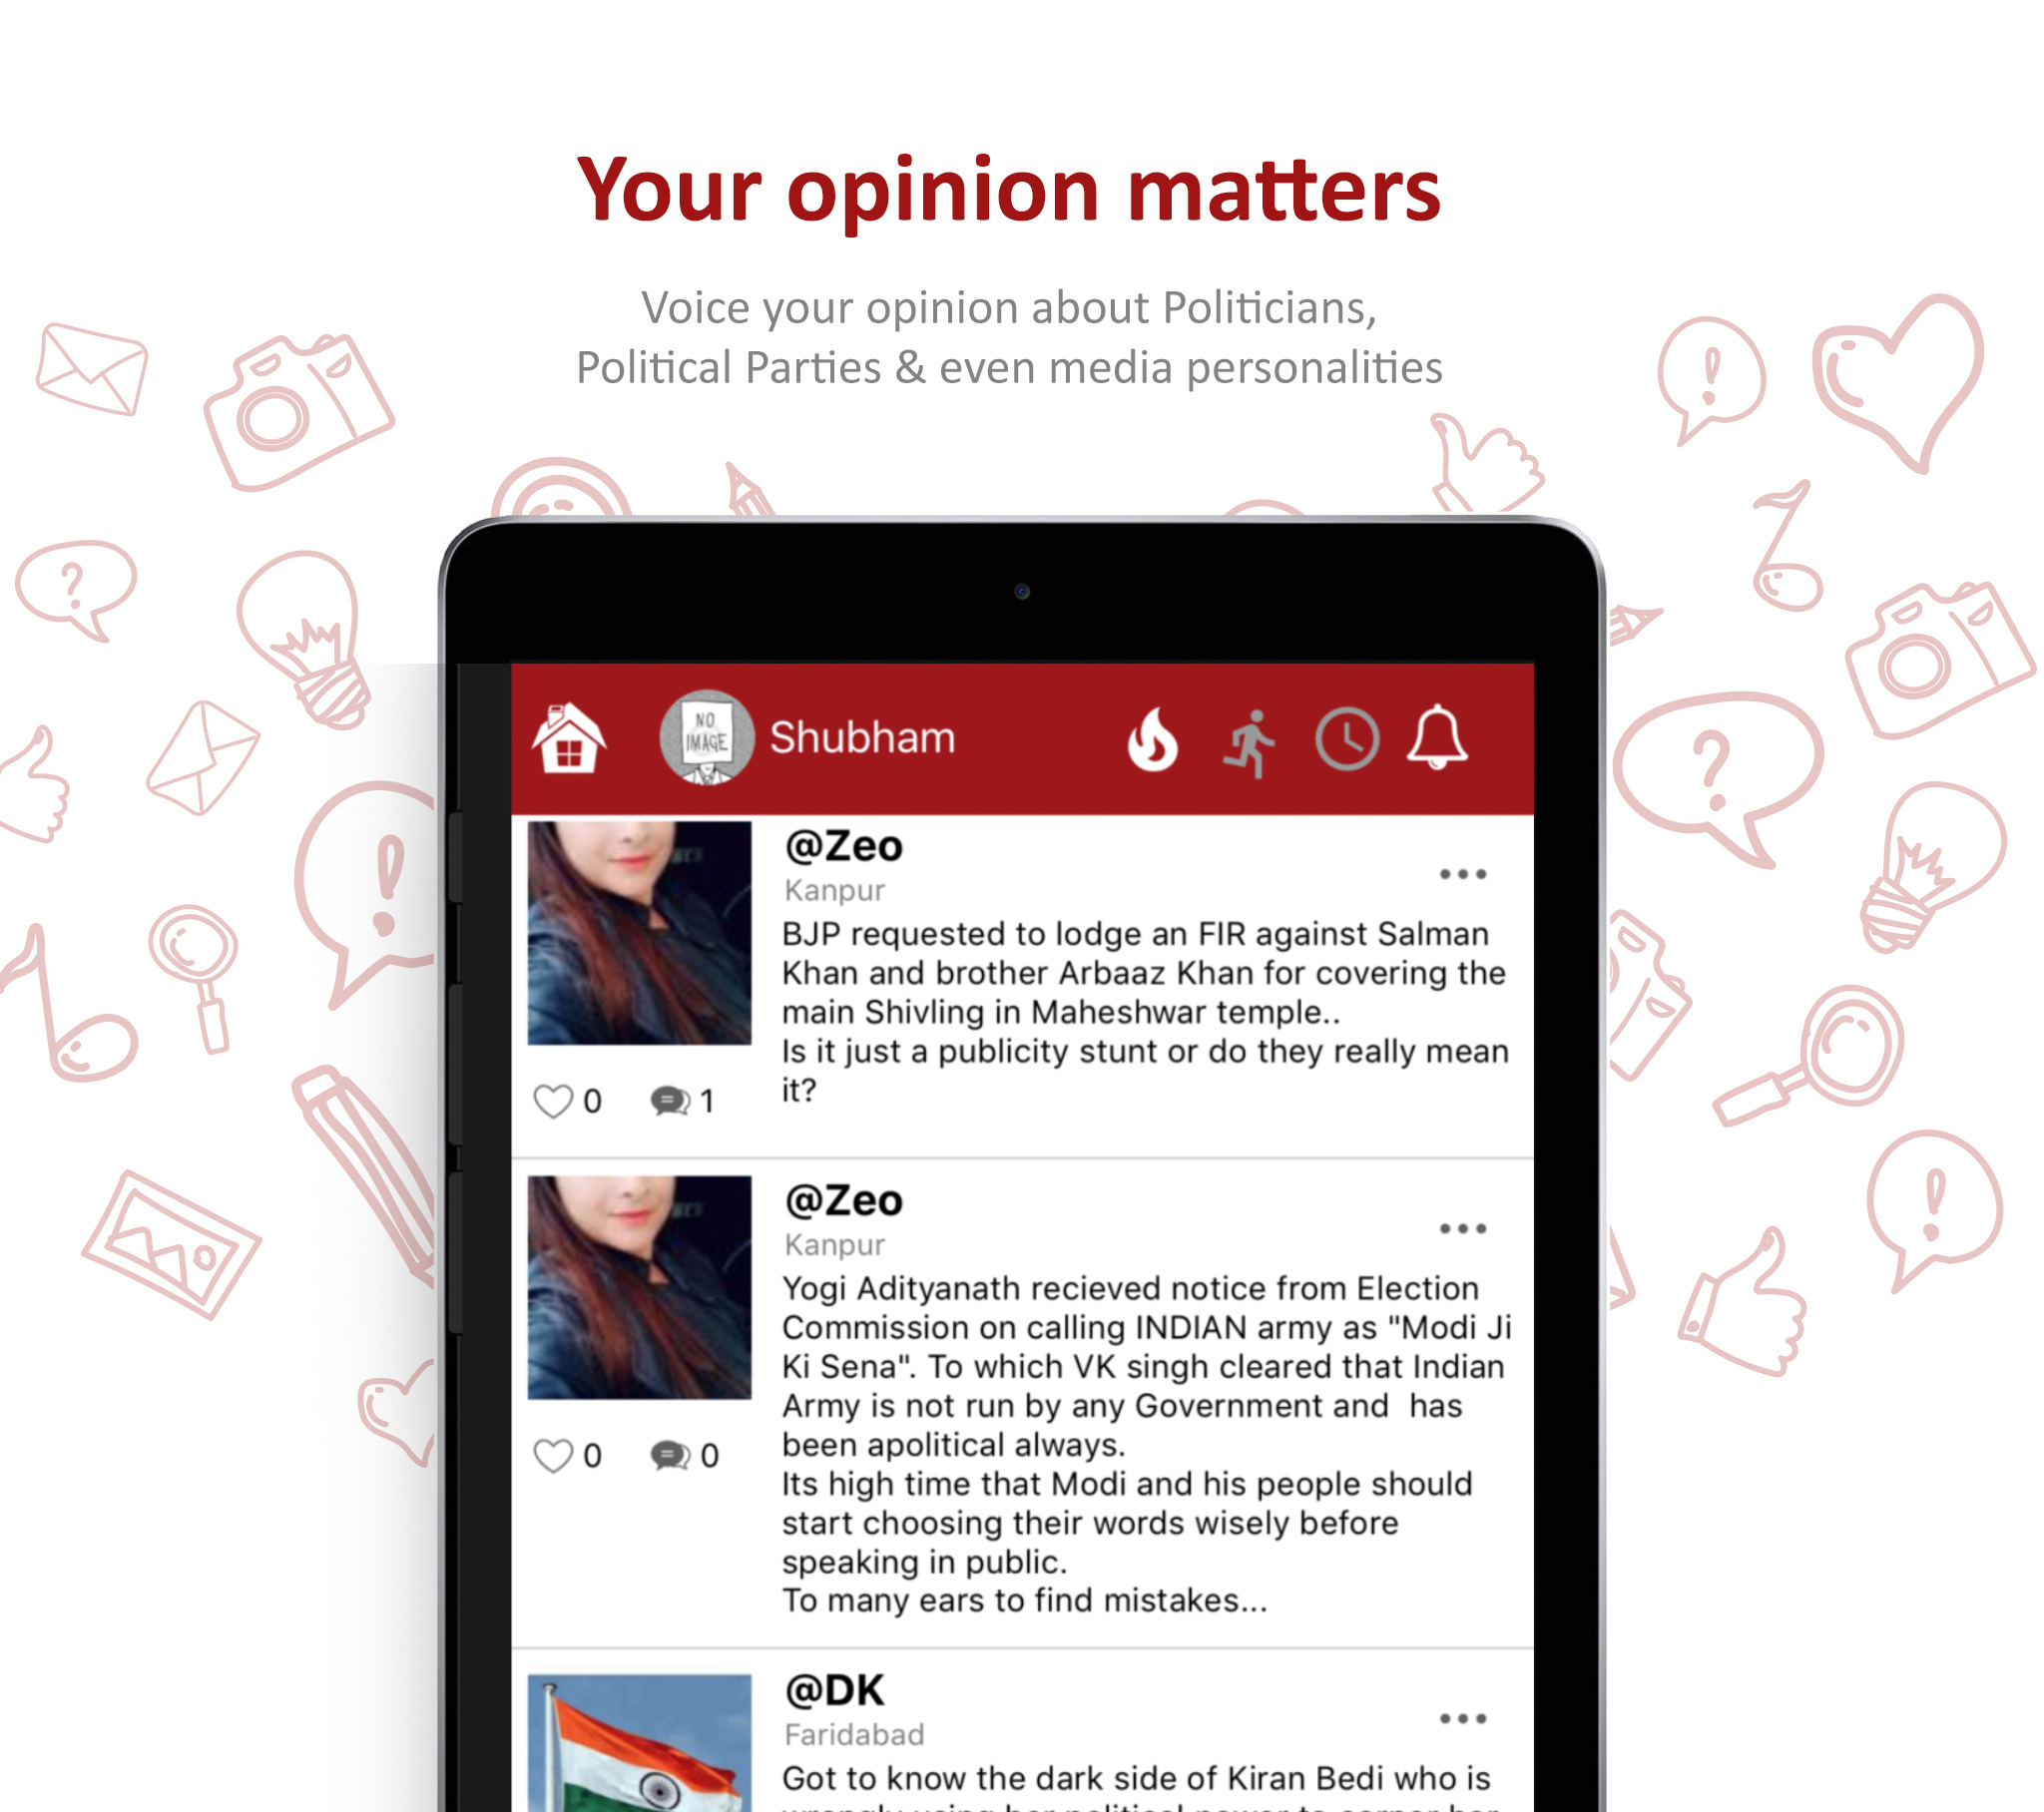 Your opinion matters
Voice your opinion about Politicians,
Political Parties & even media personalities
NO
IMAGE
Shubham
@Zeo
Kanpur
BJP requested to lodge an FIR against Salman
Khan and brother Arbaaz Khan for covering the
main Shivling in Maheshwar temple..
Is it just a publicity stunt or do they really mean
it?
0
1
@Zeo
Kanpur
Yogi Adityanath recieved notice from Election
Commission on calling INDIAN army as "Modi Ji
Ki Sena". To which VK singh cleared that Indian
Army is not run by any Government and  has
been apolitical always.
Its high time that Modi and his people should
start choosing their words wisely before
speaking in public.
To many ears to find mistakes...
0
0
@DK
Faridabad
Got to know the dark side of Kiran Bedi who is